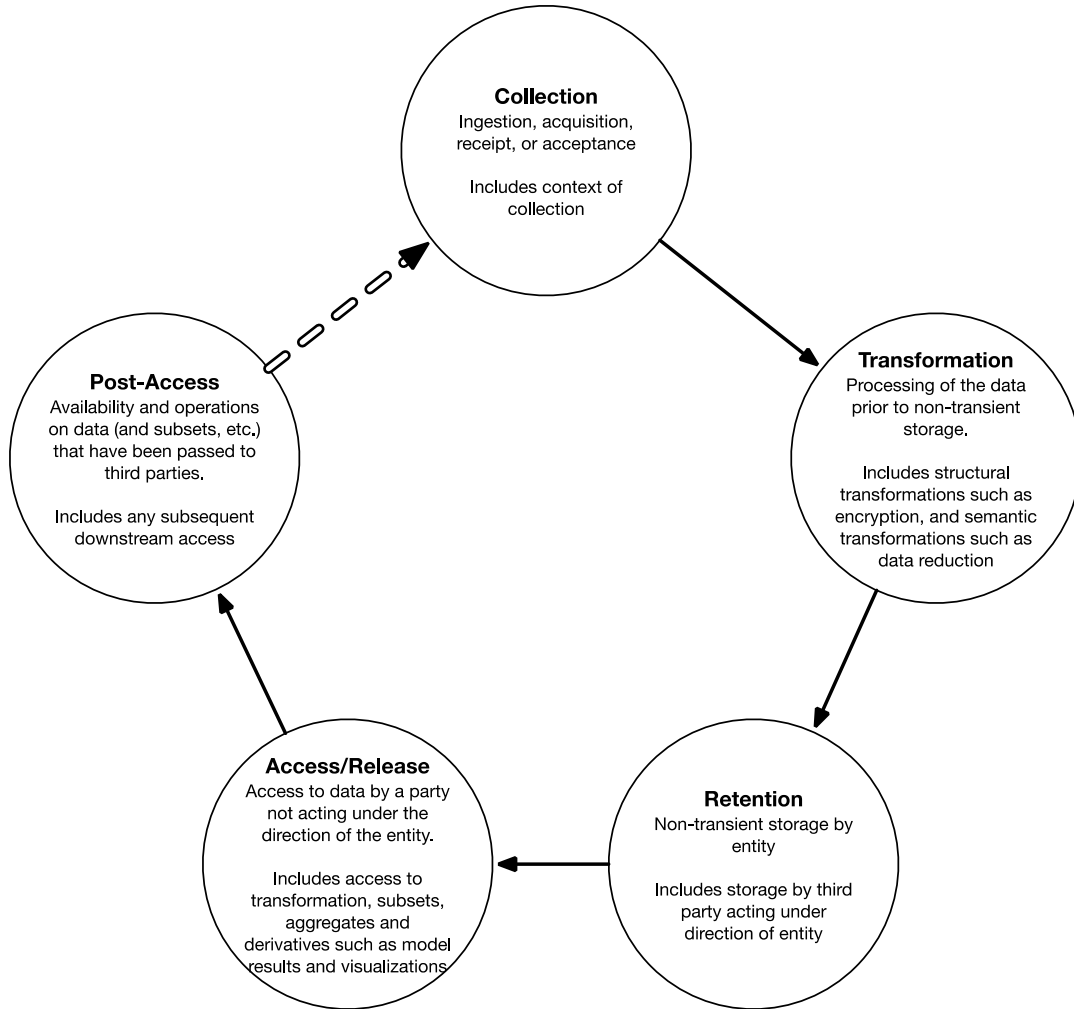 Collection
Ingestion, acquisition,
receipt, or acceptance
Includes context of
collection
Transformation
Processing of the data
prior to non-transient
storage.
Includes structural
transformations such as
encryption, and semantic
transformations such as
data reduction
Retention
Non-transient storage by
entity
Includes storage by third
party acting under
direction of entity
Access/Release
Access to data by a party
not acting under the
direction of the entity.
Includes access to
transformation, subsets,
aggregates and
derivatives such as model
results and visualizations
Post-Access
Availability and operations
on data (and subsets, etc.)
that have been passed to
third parties.
Includes any subsequent
downstream access